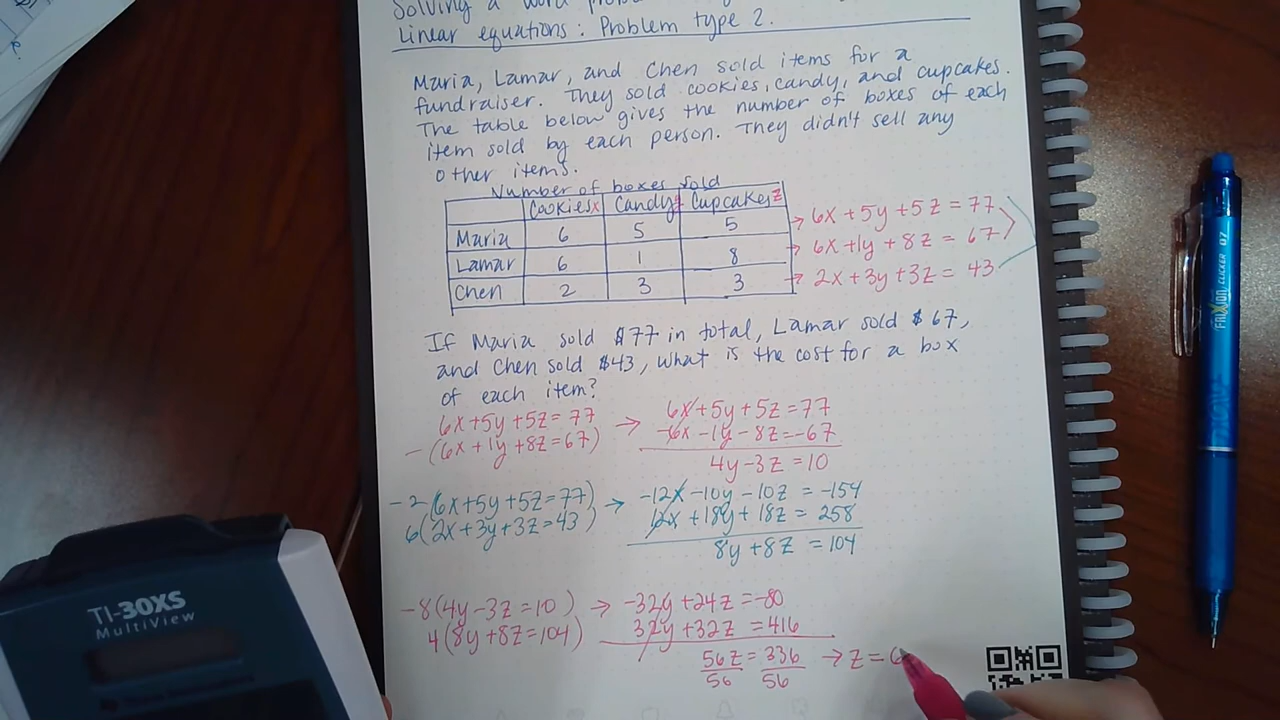 Solving a word
Linear equations: Problem type 2.
Maria, Lamar, and Chen sold items for a
fundraiser. They sold cookies, candy, and cupcakes.
The table below gives the number of boxes of each
item sold by each person. They didn't sell any
other items.
Number of boxes sold
Cookies x Candy y Cupcakes z
Maria 6 5 5 → 6x + 5y + 5z = 77
Lamar 6 1 8 → 6x + 1y + 8z = 67
Chen 2 3 3 → 2x + 3y + 3z = 43
If Maria sold $77 in total, Lamar sold $67,
and Chen sold $43, what is the cost for a box
of each item?
6x + 5y + 5z = 77 → 6x + 5y + 5z = 77
-(6x + 1y + 8z = 67) -6x - 1y - 8z = -67
4y - 3z = 10
-2(6x + 5y + 5z = 77) → -12x - 10y - 10z = -154
6(2x + 3y + 3z = 43) 12x + 18y + 18z = 258
8y + 8z = 104
-8(4y - 3z = 10) → -32y + 24z = -80
4(8y + 8z = 104) 32y + 32z = 416
56z = 336 → z = 6
56 56
TI-30XS
MultiView
FRIXION CLICKER 07